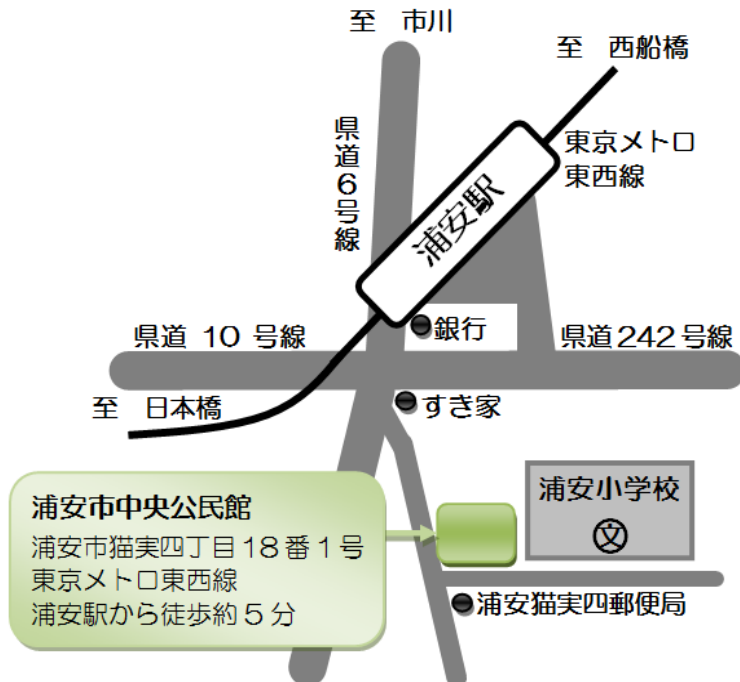 至 市川
至 西船橋
県道6号線
東京メトロ
東西線
浦安駅
銀行
県道 10 号線
県道242号線
至 日本橋
すき家
浦安市中央公民館
浦安市猫実四丁目18番1号
東京メトロ東西線
浦安駅から徒歩約5分
浦安小学校
文
浦安猫実四郵便局